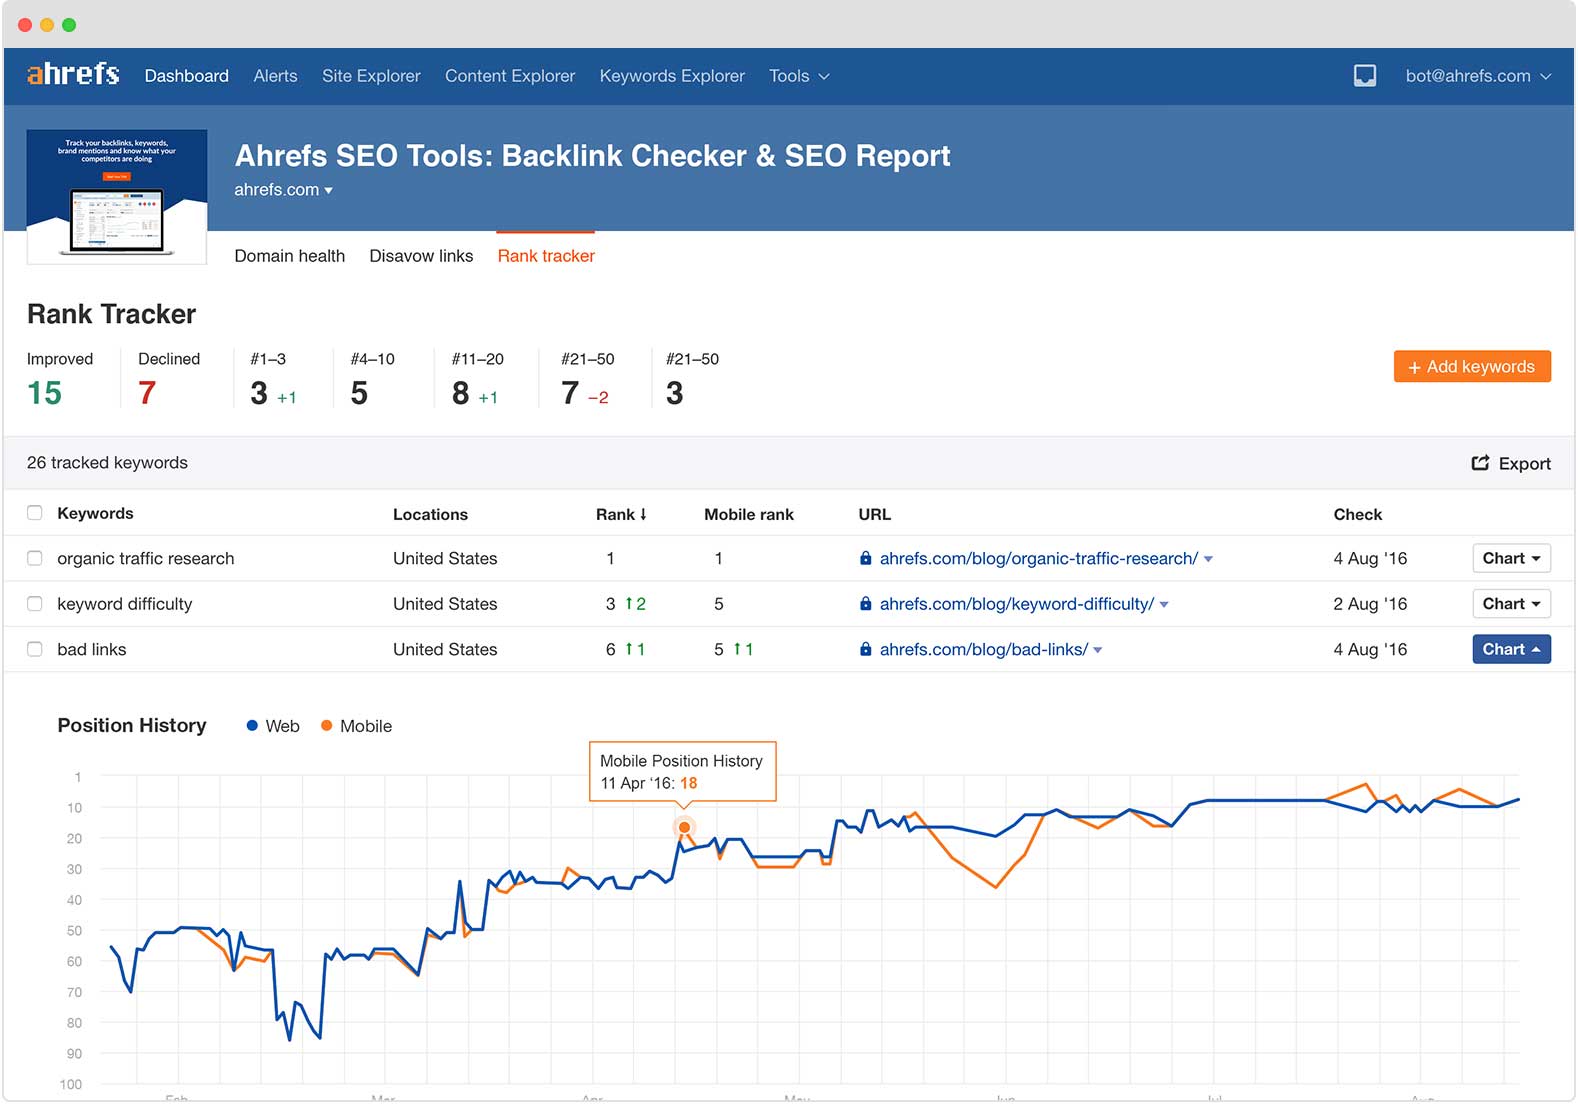 ahrefs Dashboard Alerts Site Explorer Content Explorer Keywords Explorer Tools bot@ahrefs.com
Track your backlinks, keywords,
brand mentions and know what your
competitors are doing
Ahrefs SEO Tools: Backlink Checker & SEO Report
ahrefs.com
Domain health Disavow links Rank tracker
Rank Tracker
Improved Declined #1–3 #4–10 #11–20 #21–50 #21–50
15 7 3 +1 5 8 +1 7 −2 3
+ Add keywords
26 tracked keywords Export
Keywords Locations Rank ↓ Mobile rank URL Check
organic traffic research United States 1 1 ahrefs.com/blog/organic-traffic-research/ 4 Aug '16 Chart
keyword difficulty United States 3 ↑2 5 ahrefs.com/blog/keyword-difficulty/ 2 Aug '16 Chart
bad links United States 6 ↑1 5 ↑1 ahrefs.com/blog/bad-links/ 4 Aug '16 Chart
Position History Web Mobile
Mobile Position History
11 Apr ‘16: 18
1
10
20
30
40
50
60
70
80
90
100
Feb Mar Apr May Jun Jul Aug